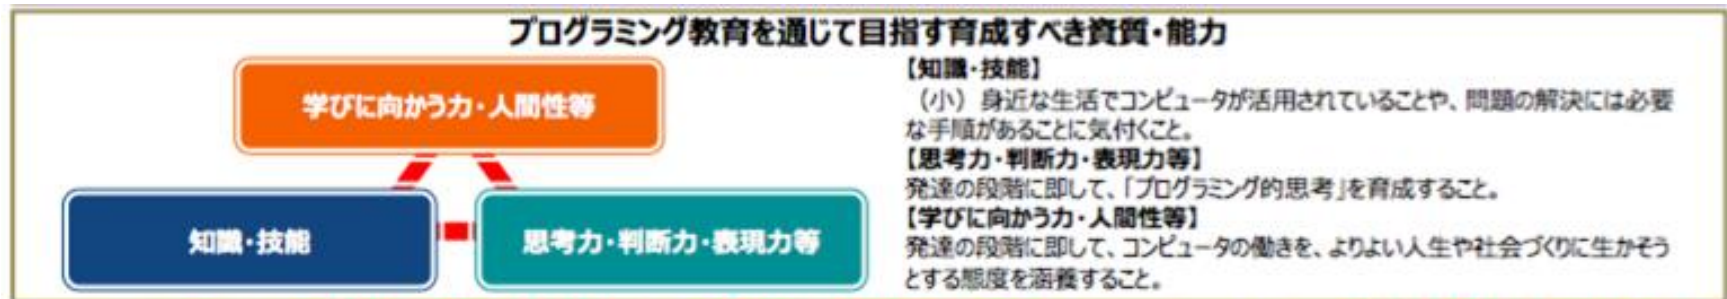 プログラミング教育を通じて目指す育成すべき資質・能力
学びに向かう力・人間性等
知識・技能
思考力・判断力・表現力等
【知識・技能】
（小）身近な生活でコンピュータが活用されていることや、問題の解決には必要
な手順があることに気付くこと。
【思考力・判断力・表現力等】
発達の段階に即して、「プログラミング的思考」を育成すること。
【学びに向かう力・人間性等】
発達の段階に即して、コンピュータの働きを、よりよい人生や社会づくりに生かそう
とする態度を涵養すること。